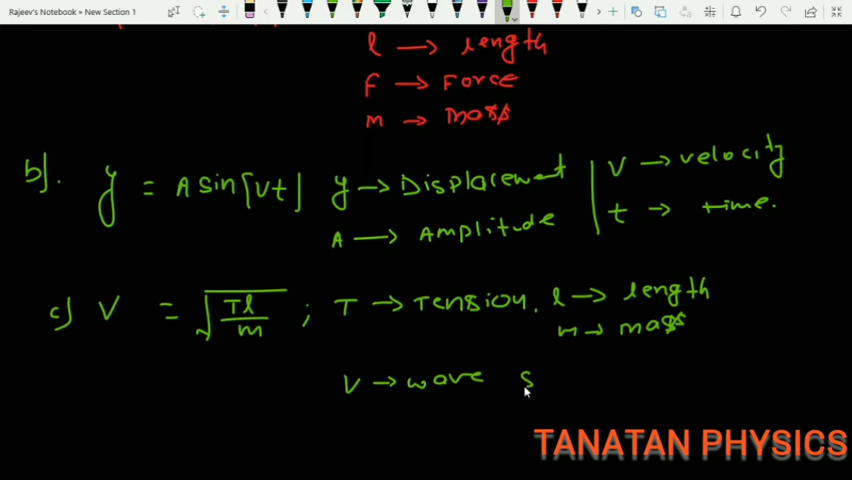 Rajeev's Notebook » New Section 1
l → length
F → Force
m → mass
b). y = A sin[vt] y → Displacement | v → velocity
A → Amplitude | t → time.
c) V = √Tl/m ; T → Tension. l → length
m → mass
V → wave s
TANATAN PHYSICS